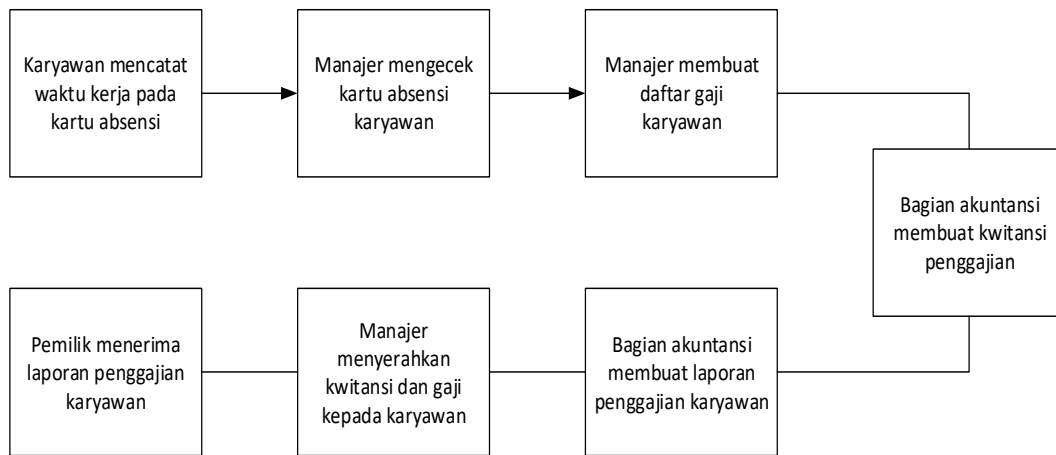 Karyawan mencatat
waktu kerja pada
kartu absensi
Manajer mengecek
kartu absensi
karyawan
Manajer membuat
daftar gaji
karyawan
Bagian akuntansi
membuat kwitansi
penggajian
Bagian akuntansi
membuat laporan
penggajian karyawan
Manajer
menyerahkan
kwitansi dan gaji
kepada karyawan
Pemilik menerima
laporan penggajian
karyawan